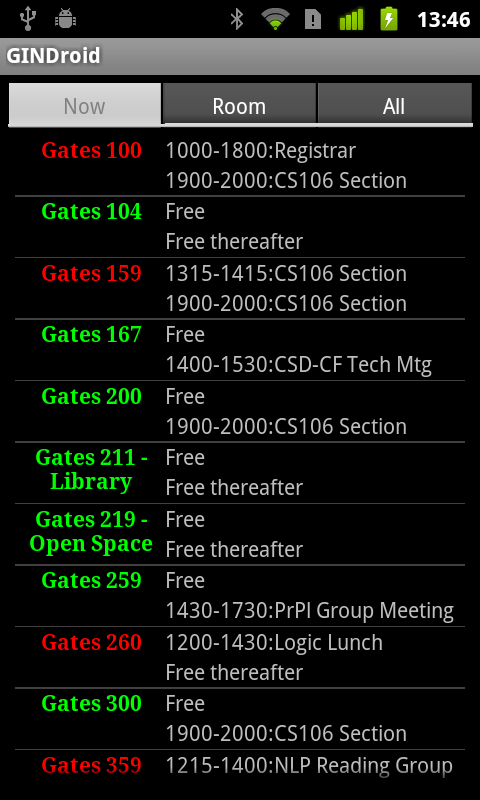 13:46
GINDroid
Now Room All
Gates 100 1000-1800:Registrar
1900-2000:CS106 Section
Gates 104 Free
Free thereafter
Gates 159 1315-1415:CS106 Section
1900-2000:CS106 Section
Gates 167 Free
1400-1530:CSD-CF Tech Mtg
Gates 200 Free
1900-2000:CS106 Section
Gates 211 - Free
Library Free thereafter
Gates 219 - Free
Open Space Free thereafter
Gates 259 Free
1430-1730:PrPl Group Meeting
Gates 260 1200-1430:Logic Lunch
Free thereafter
Gates 300 Free
1900-2000:CS106 Section
Gates 359 1215-1400:NLP Reading Group